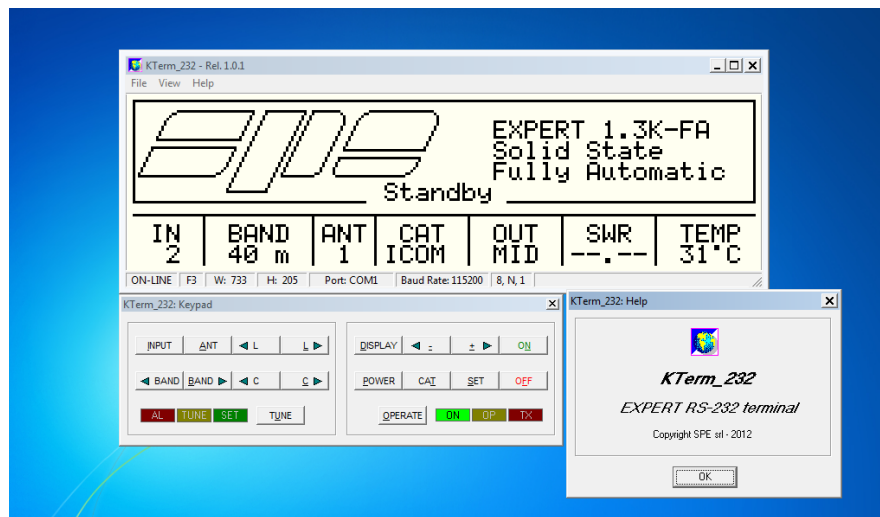 KTerm_232 - Rel. 1.0.1
File View Help
spe
EXPERT 1.3K-FA
Solid State
Fully Automatic
Standby
IN BAND ANT CAT OUT SWR TEMP
2 40 m 1 ICOM MID --.-- 31°C
ON-LINE F3 W: 733 H: 205 Port: COM1 Baud Rate: 115200 8, N, 1
KTerm_232: Keypad
INPUT ANT ◄ L L ► DISPLAY ◄ - + ► ON
◄ BAND BAND ► ◄ C C ► POWER CAT SET OFF
AL TUNE SET TUNE OPERATE ON OP TX
KTerm_232: Help
KTerm_232
EXPERT RS-232 terminal
Copyright SPE srl - 2012
OK